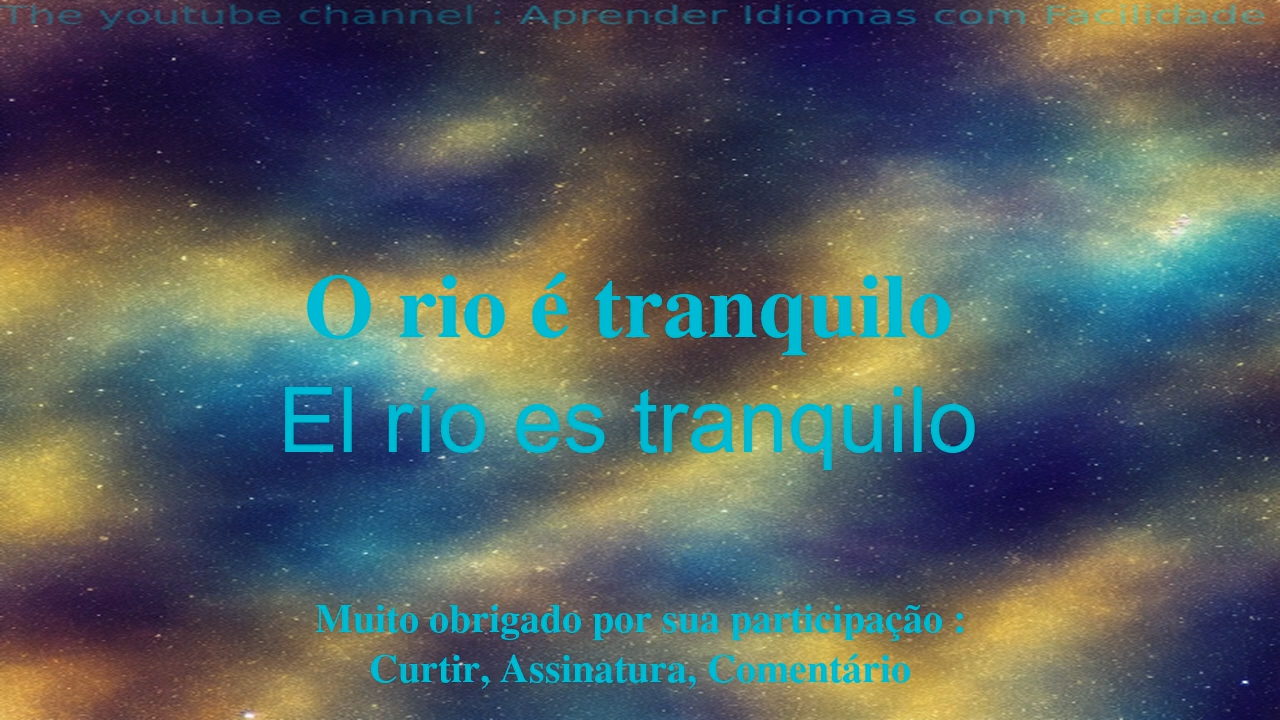 The youtube channel : Aprender Idiomas com Facilidade
O rio é tranquilo
El río es tranquilo
Muito obrigado por sua participação :
Curtir, Assinatura, Comentário